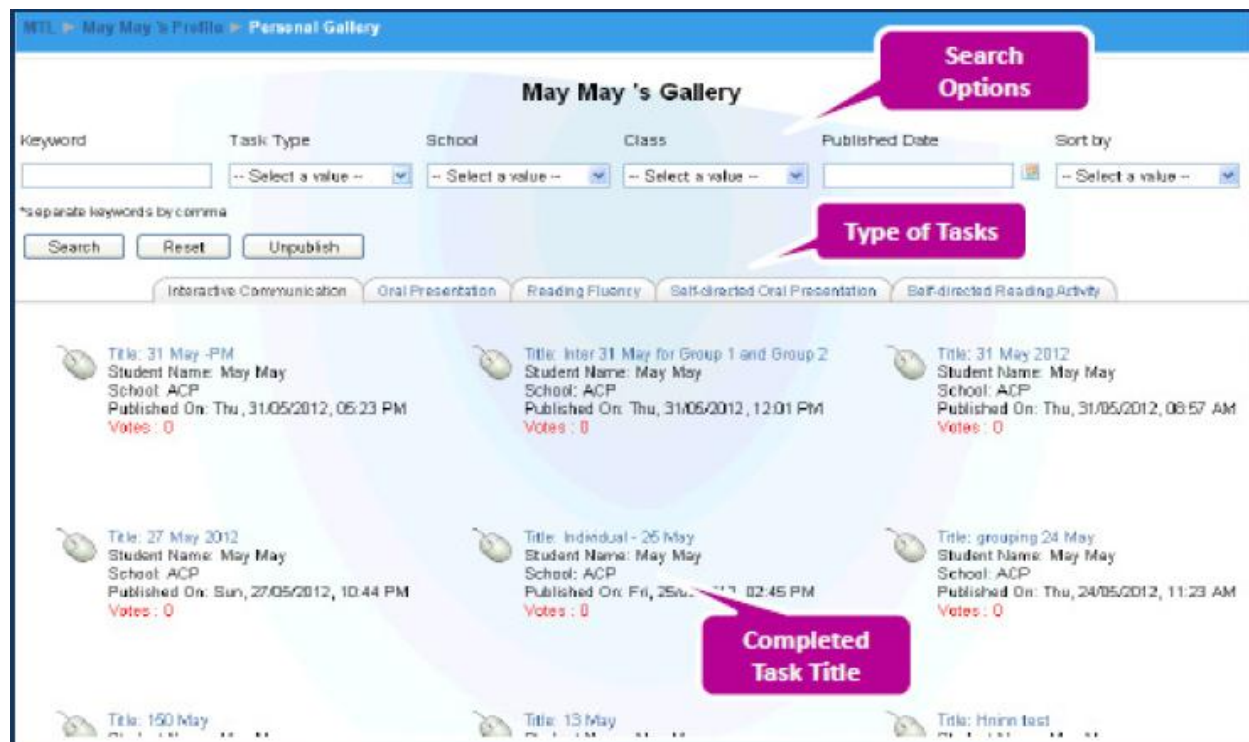 MTL ► May May 's Profile ► Personal Gallery
Search
Options
May May 's Gallery
Keyword Task Type School Class Published Date Sort by
-- Select a value -- -- Select a value -- -- Select a value -- -- Select a value --
*separate keywords by comma
Search Reset Unpublish
Type of Tasks
Interactive Communication Oral Presentation Reading Fluency Self-directed Oral Presentation Self-directed Reading Activity
Title: 31 May -PM
Student Name: May May
School: ACP
Published On: Thu, 31/05/2012, 05:23 PM
Votes : 0
Title: Inter 31 May for Group 1 and Group 2
Student Name: May May
School: ACP
Published On: Thu, 31/05/2012, 12:01 PM
Votes : 0
Title: 31 May 2012
Student Name: May May
School: ACP
Published On: Thu, 31/05/2012, 08:57 AM
Votes : 0
Title: 27 May 2012
Student Name: May May
School: ACP
Published On: Sun, 27/05/2012, 10:44 PM
Votes : 0
Title: Individual - 25 May
Student Name: May May
School: ACP
Published On: Fri, 02:45 PM
Votes : 0
Title: grouping 24 May
Student Name: May May
School: ACP
Published On: Thu, 24/05/2012, 11:23 AM
Votes : 0
Completed
Task Title
Title: 150 May
Title: 13 May
Title: Hninn test